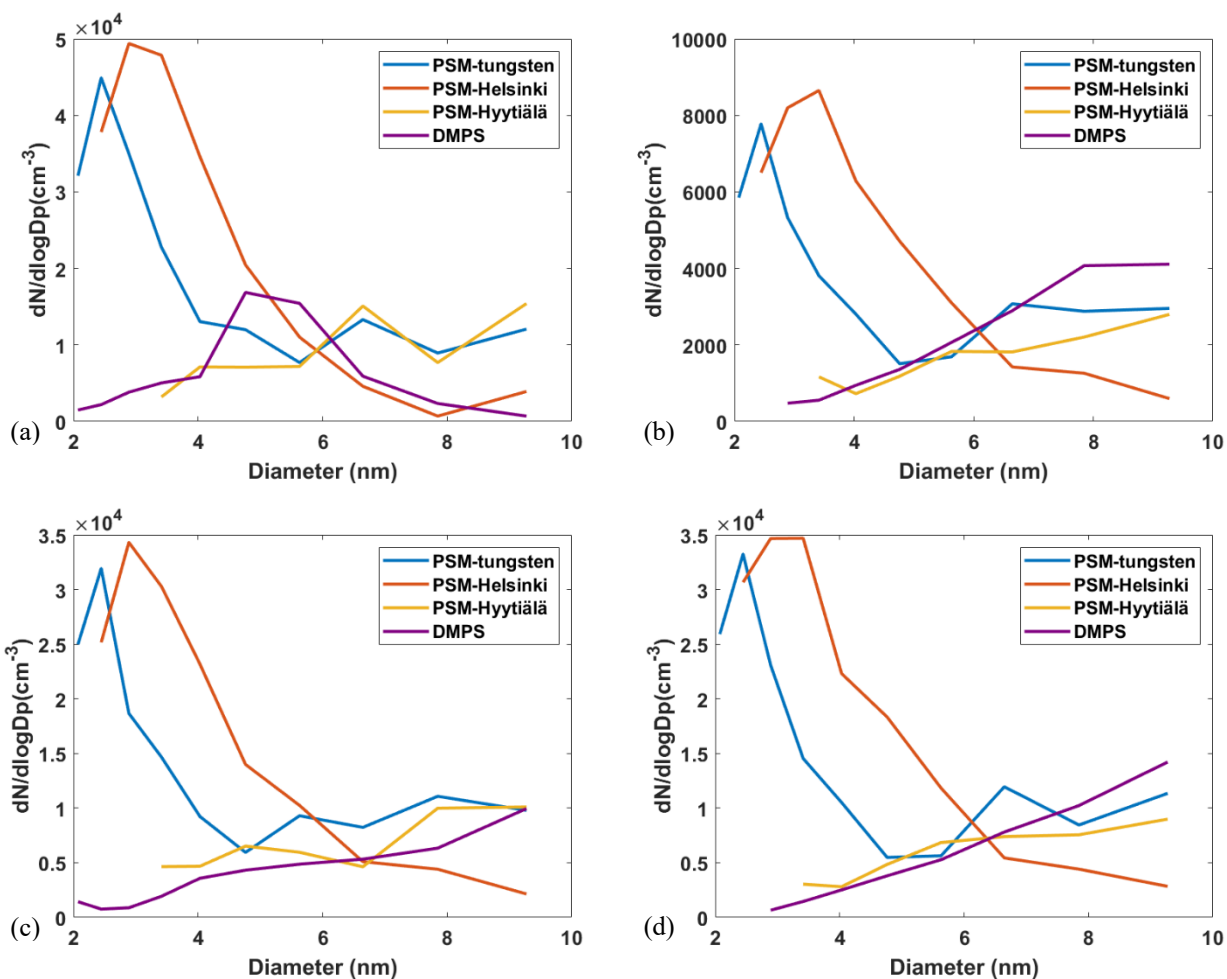 ×10⁴
5
4
3
2
1
0
dN/dlogDp(cm⁻³)
PSM-tungsten
PSM-Helsinki
PSM-Hyytiälä
DMPS
2 4 6 8 10
Diameter (nm)
(a)
10000
8000
6000
4000
2000
0
dN/dlogDp(cm⁻³)
PSM-tungsten
PSM-Helsinki
PSM-Hyytiälä
DMPS
2 4 6 8 10
Diameter (nm)
(b)
×10⁴
3.5
3
2.5
2
1.5
1
0.5
0
dN/dlogDp(cm⁻³)
PSM-tungsten
PSM-Helsinki
PSM-Hyytiälä
DMPS
2 4 6 8 10
Diameter (nm)
(c)
×10⁴
3.5
3
2.5
2
1.5
1
0.5
0
dN/dlogDp(cm⁻³)
PSM-tungsten
PSM-Helsinki
PSM-Hyytiälä
DMPS
2 4 6 8 10
Diameter (nm)
(d)